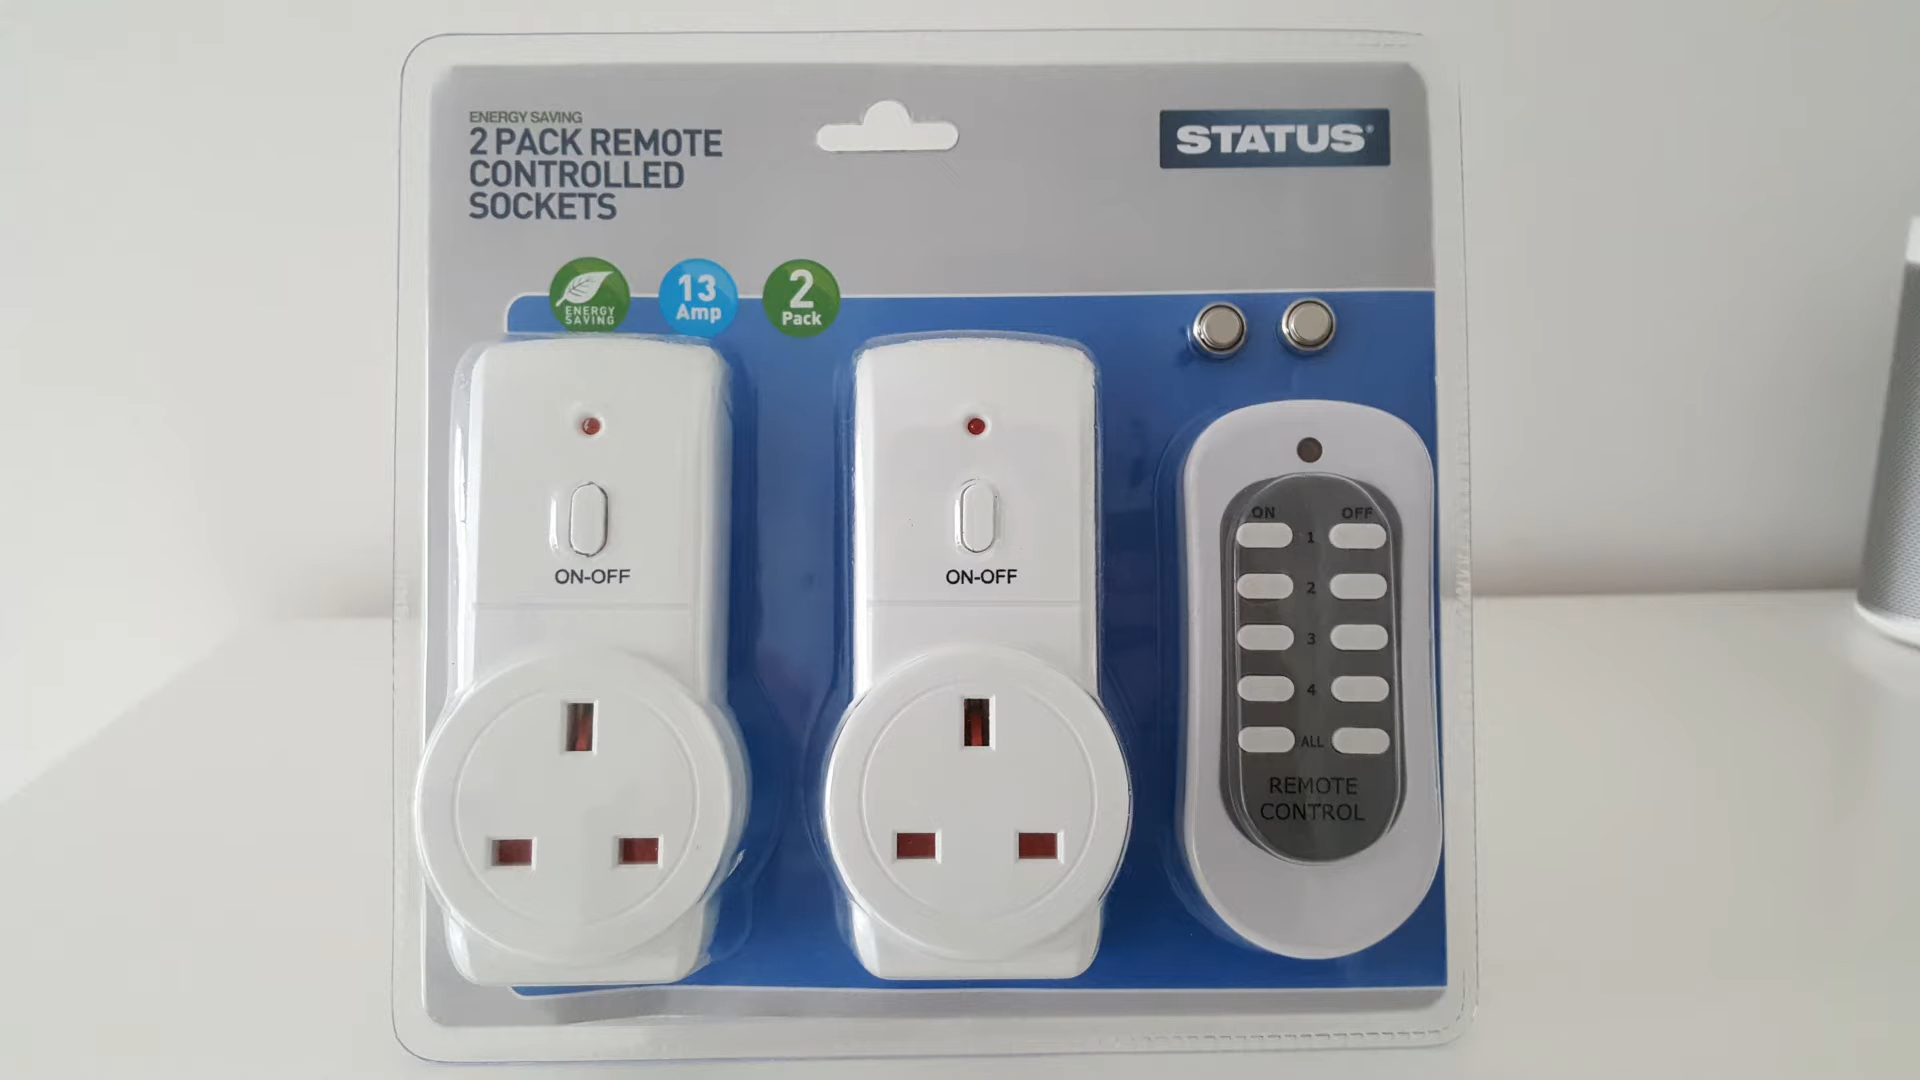 ENERGY SAVING
2 PACK REMOTE
CONTROLLED
SOCKETS
STATUS®
ENERGY
SAVING
13
Amp
2
Pack
ON-OFF
ON-OFF
ON OFF
1
2
3
4
ALL
REMOTE
CONTROL